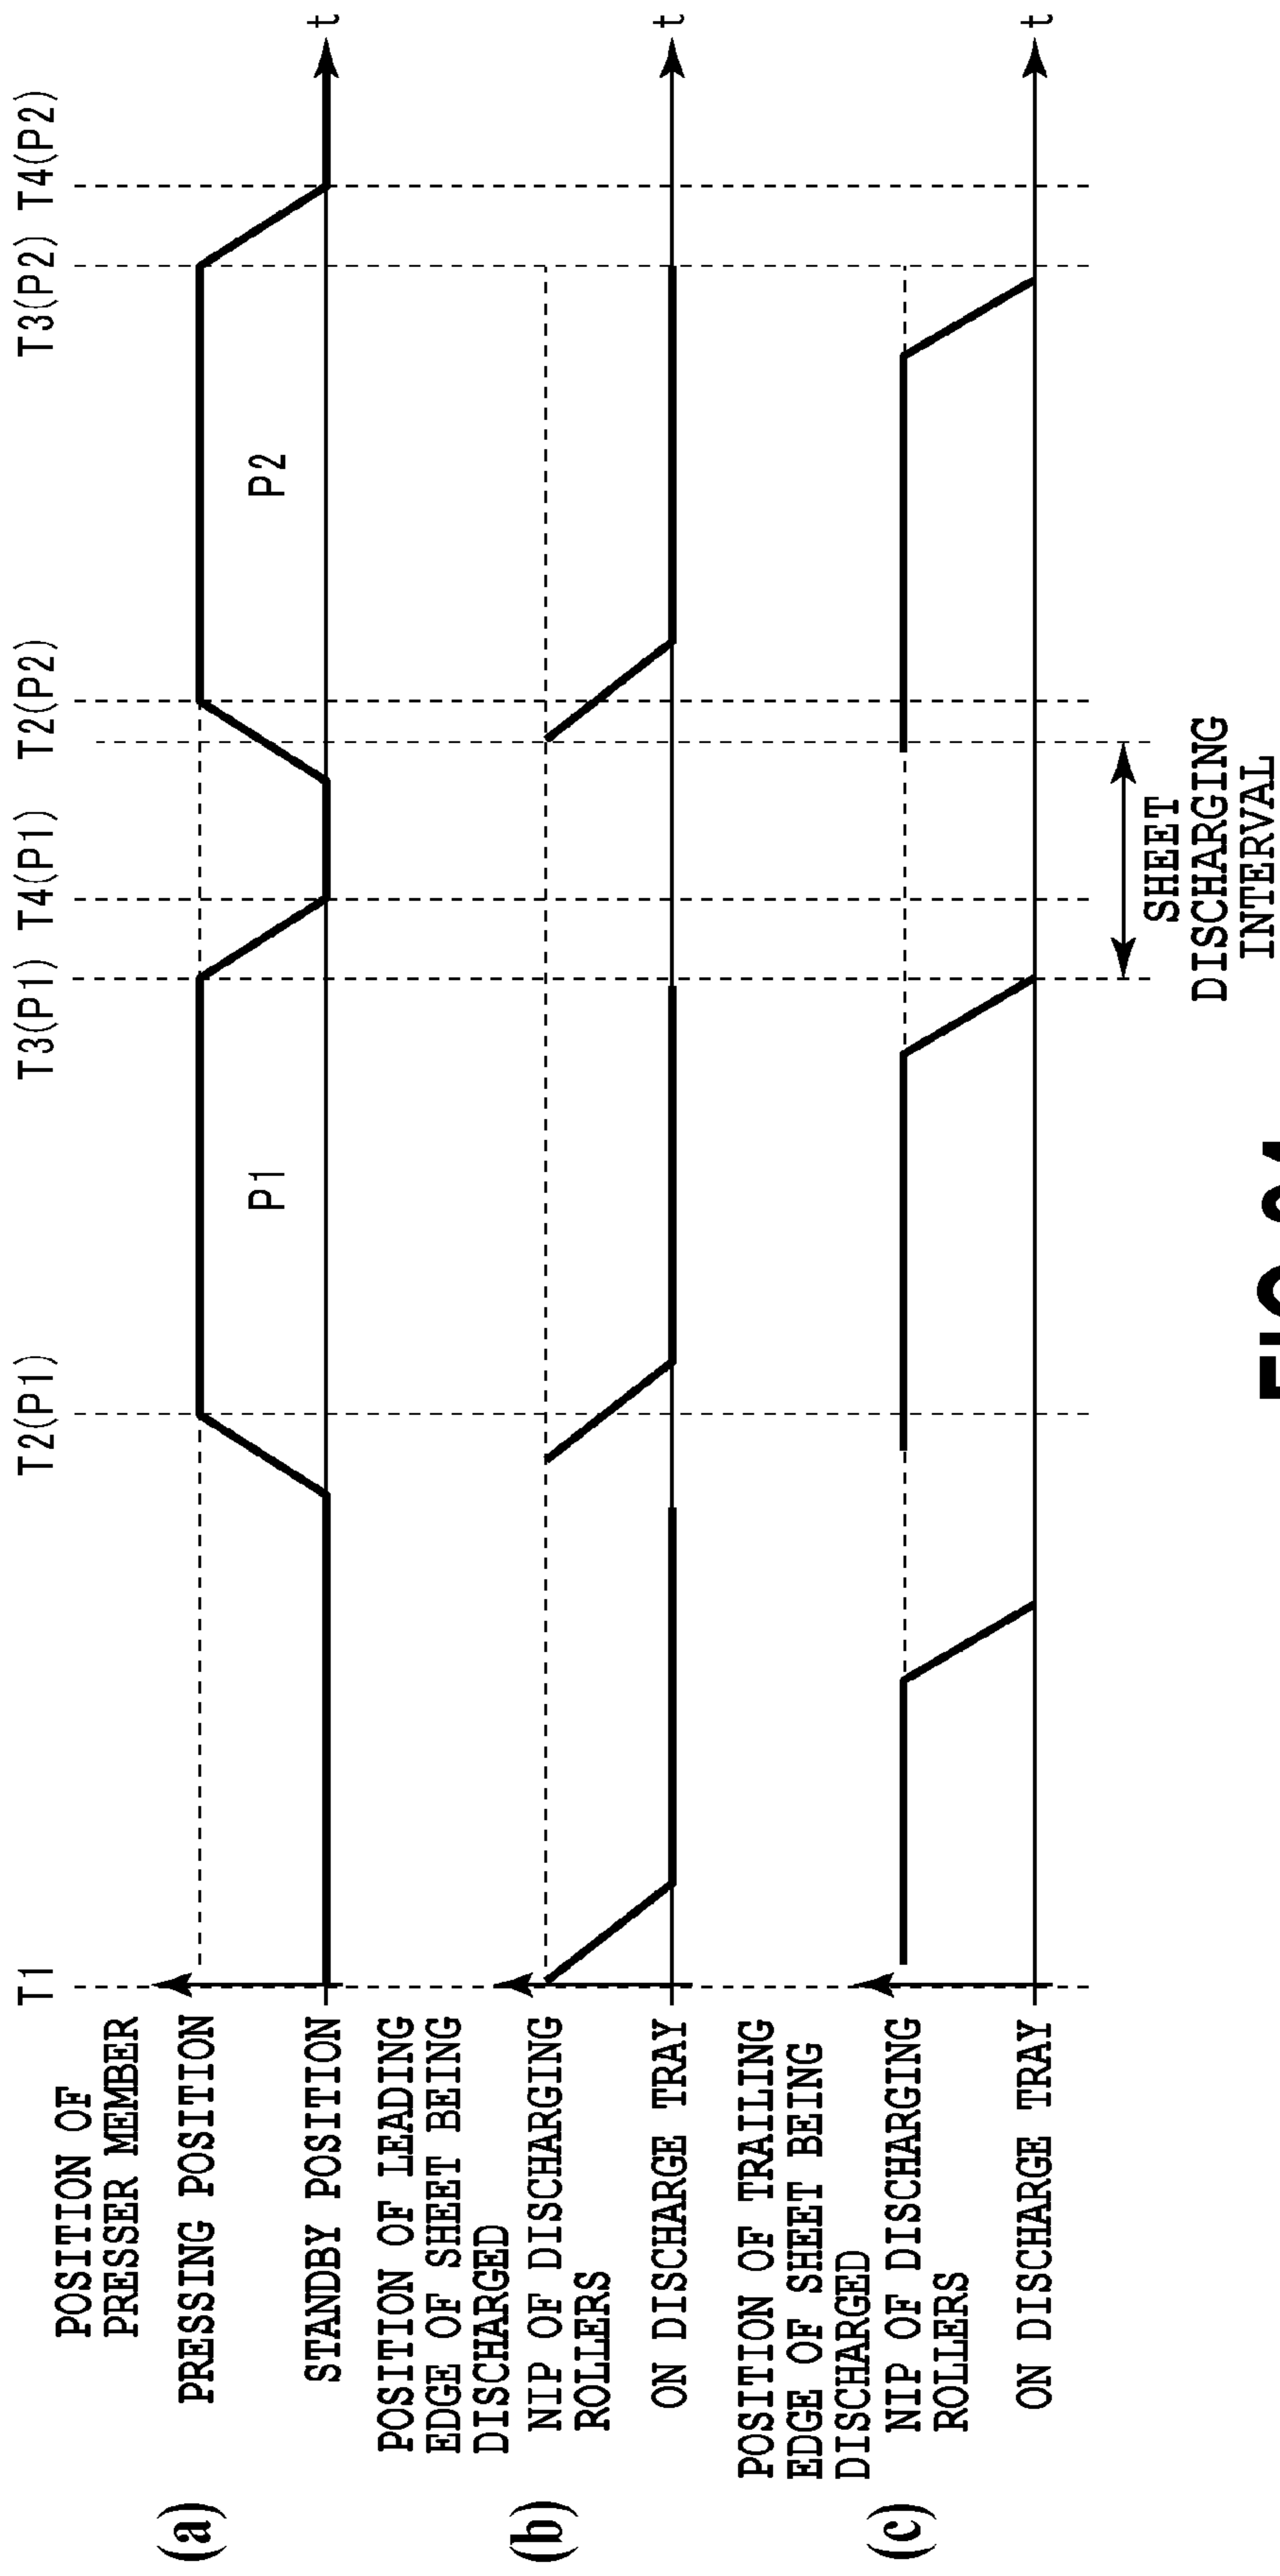 T1
T2(P1)
T3(P1)
T4(P1)
T2(P2)
T3(P2)
T4(P2)
(a)
POSITION OF
PRESSER MEMBER
PRESSING POSITION
STANDBY POSITION
P1
P2
t
(b)
POSITION OF LEADING
EDGE OF SHEET BEING
DISCHARGED
NIP OF DISCHARGING
ROLLERS
ON DISCHARGE TRAY
t
(c)
POSITION OF TRAILING
EDGE OF SHEET BEING
DISCHARGED
NIP OF DISCHARGING
ROLLERS
ON DISCHARGE TRAY
t
SHEET
DISCHARGING
INTERVAL